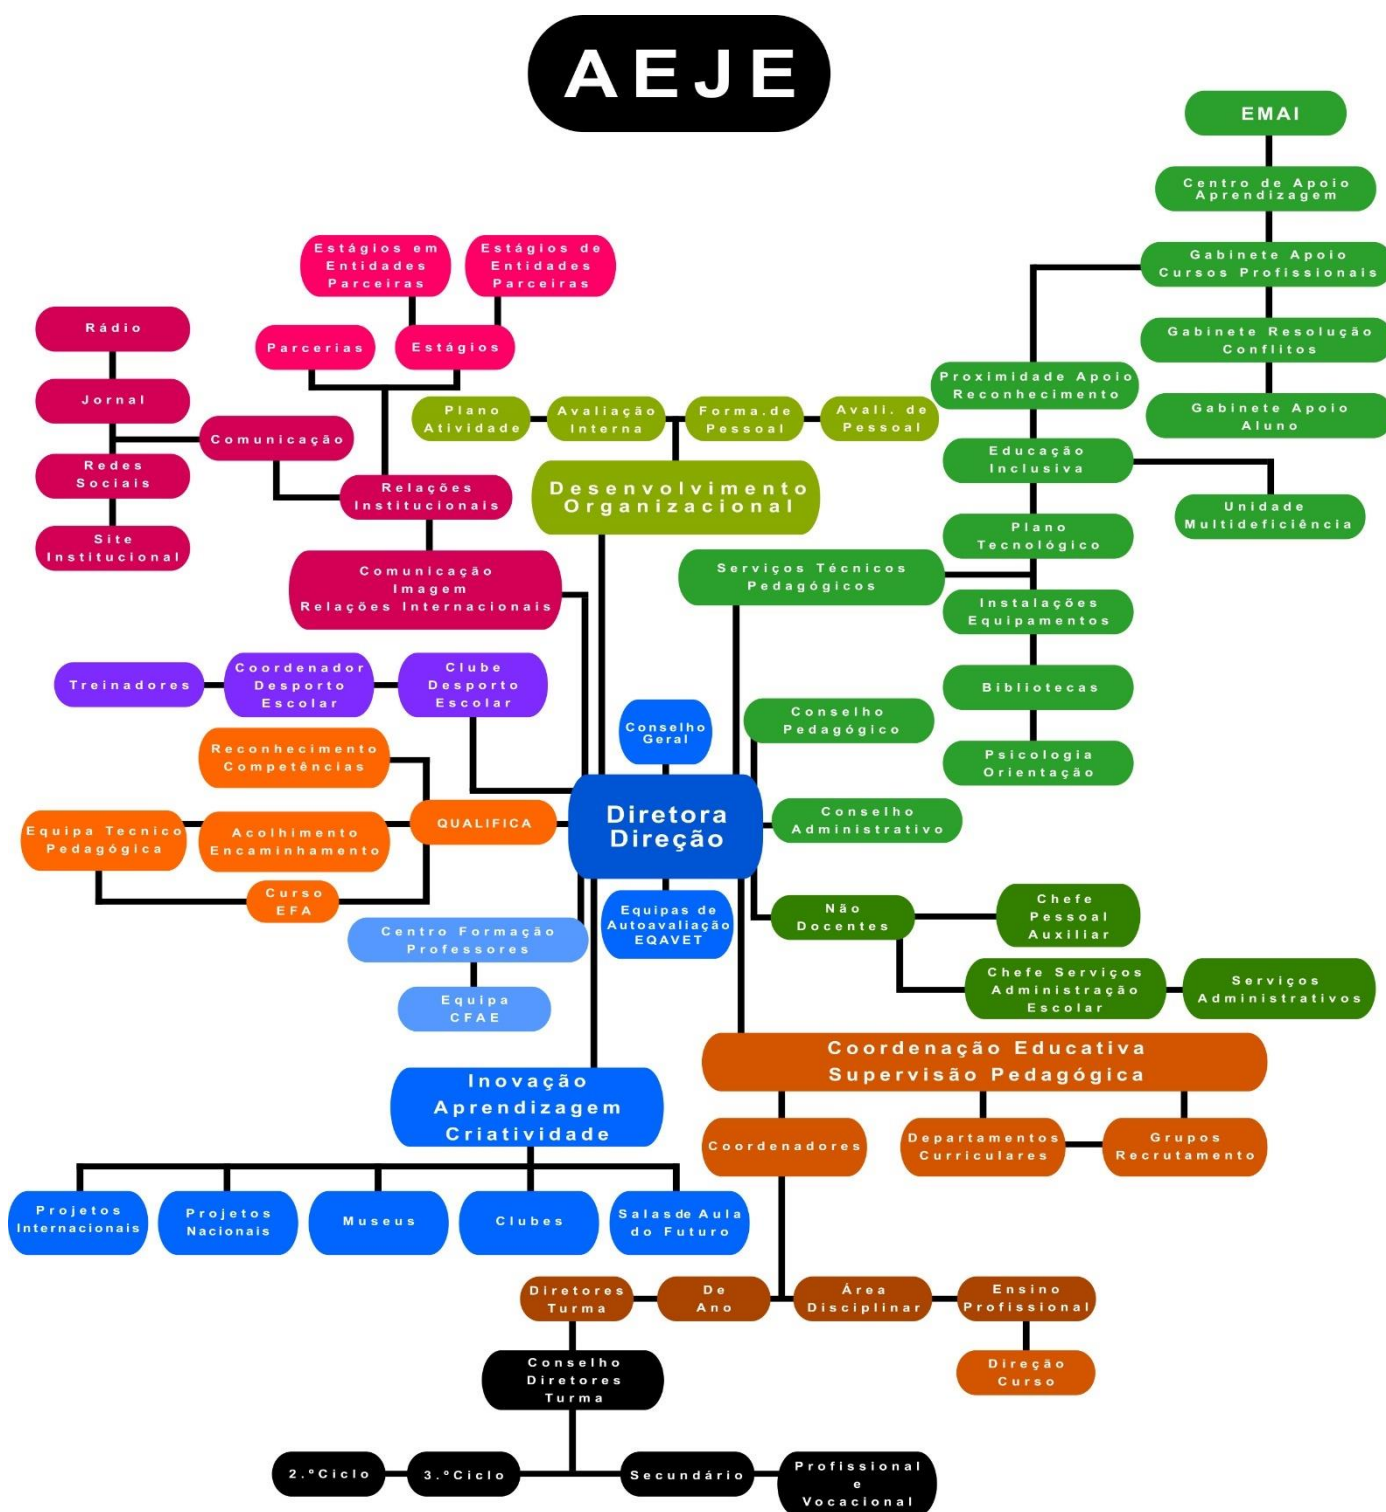 AEJE
EMAI
Centro de Apoio
Aprendizagem
Gabinete Apoio
Cursos Profissionais
Gabinete Resolução
Conflitos
Gabinete Apoio
Aluno
Estágios em
Entidades
Parceiras
Estágios de
Entidades
Parceiras
Parcerias
Estágios
Rádio
Jornal
Comunicação
Redes
Sociais
Site
Institucional
Relações
Institucionais
Comunicação
Imagem
Relações Internacionais
Plano
Atividade
Avaliação
Interna
Forma.de
Pessoal
Avali. de
Pessoal
Desenvolvimento
Organizacional
Proximidade Apoio
Reconhecimento
Educação
Inclusiva
Unidade
Multideficiência
Plano
Tecnológico
Serviços Técnicos
Pedagógicos
Instalações
Equipamentos
Bibliotecas
Psicologia
Orientação
Treinadores
Coordenador
Desporto
Escolar
Clube
Desporto
Escolar
Conselho
Geral
Conselho
Pedagógico
Reconhecimento
Competências
QUALIFICA
Diretora
Direção
Conselho
Administrativo
Equipa Tecnico
Pedagógica
Acolhimento
Encaminhamento
Curso
EFA
Centro Formação
Professores
Equipa
CFAE
Equipas de
Autoavaliação
EQAVET
Não
Docentes
Chefe
Pessoal
Auxiliar
Chefe Serviços
Administração
Escolar
Serviços
Administrativos
Inovação
Aprendizagem
Criatividade
Coordenação Educativa
Supervisão Pedagógica
Coordenadores
Departamentos
Curriculares
Grupos
Recrutamento
Projetos
Internacionais
Projetos
Nacionais
Museus
Clubes
Salas de Aula
do Futuro
Diretores
Turma
De
Ano
Área
Disciplinar
Ensino
Profissional
Conselho
Diretores
Turma
Direção
Curso
2.ºCiclo
3.ºCiclo
Secundário
Profissional
e
Vocacional